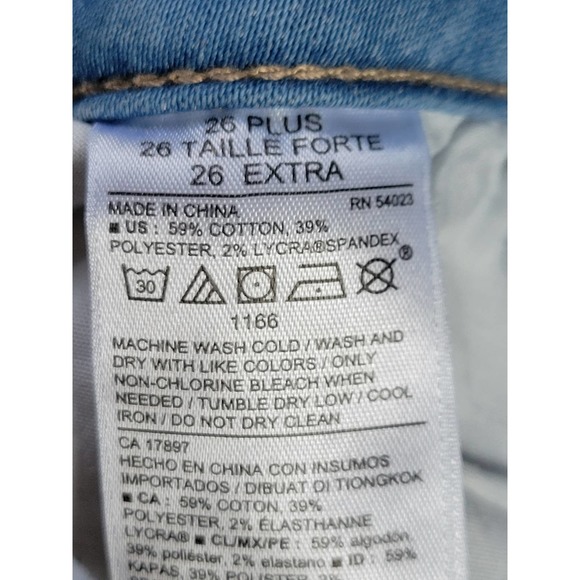 26 PLUS
26 TAILLE FORTE
26 EXTRA
MADE IN CHINA RN 54023
■ US : 59% COTTON, 39%
POLYESTER, 2% LYCRA®SPANDEX
30 ®
1166
MACHINE WASH COLD / WASH AND
DRY WITH LIKE COLORS / ONLY
NON-CHLORINE BLEACH WHEN
NEEDED / TUMBLE DRY LOW / COOL
IRON / DO NOT DRY CLEAN
CA 17897
HECHO EN CHINA CON INSUMOS
IMPORTADOS / DIBUAT DI TIONGKOK
■ CA : 59% COTON, 39%
POLYESTER, 2% ÉLASTHANNE
LYCRA® ■ CL/MX/PE : 59% algodón,
39% poliéster, 2% elastano ■ ID : 59%
KAPAS, 39% POLIESTER